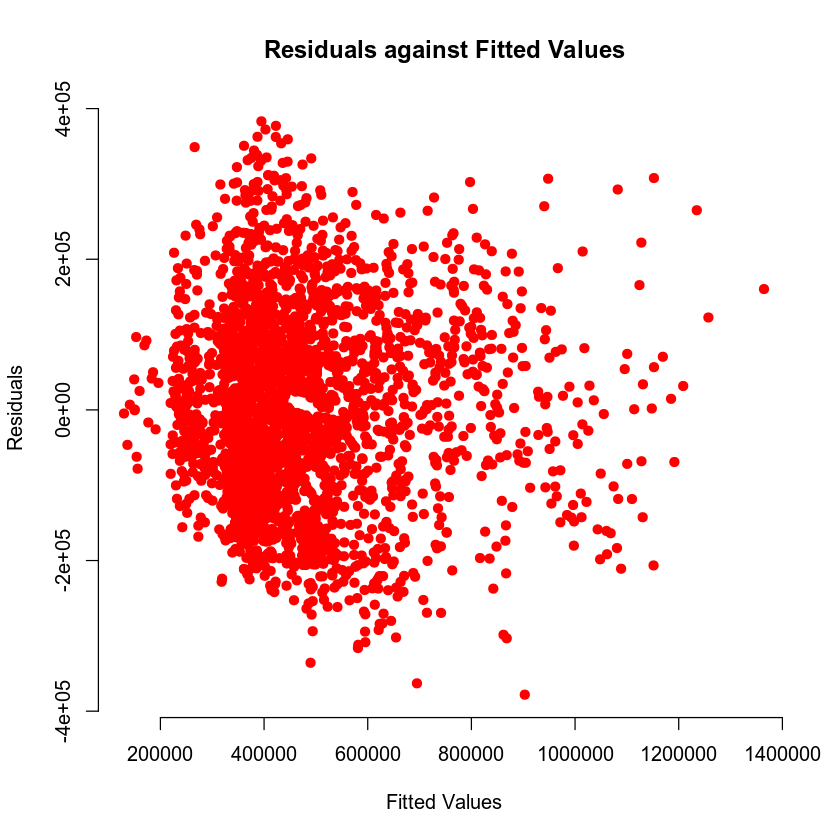 Residuals against Fitted Values
4e+05
2e+05
0e+00
-2e+05
-4e+05
Residuals
200000 400000 600000 800000 1000000 1200000 1400000
Fitted Values